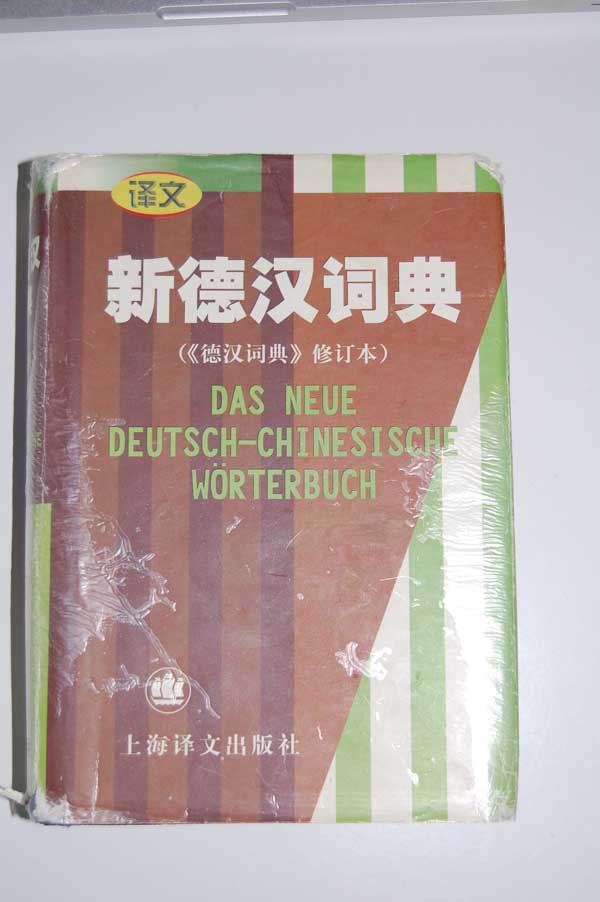 译文
新德汉词典
(《德汉词典》修订本)
DAS NEUE
DEUTSCH-CHINESISCHE
WÖRTERBUCH
上海译文出版社
汉